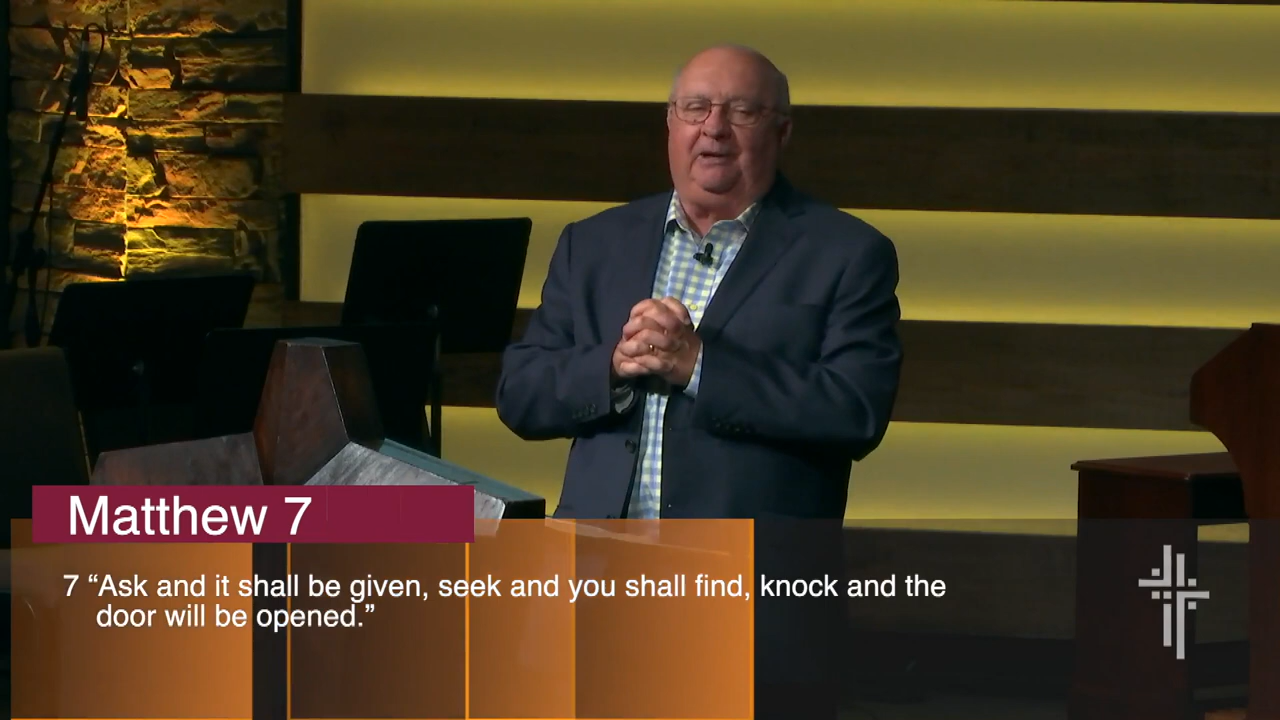 Matthew 7
7 “Ask and it shall be given, seek and you shall find, knock and the
door will be opened.”